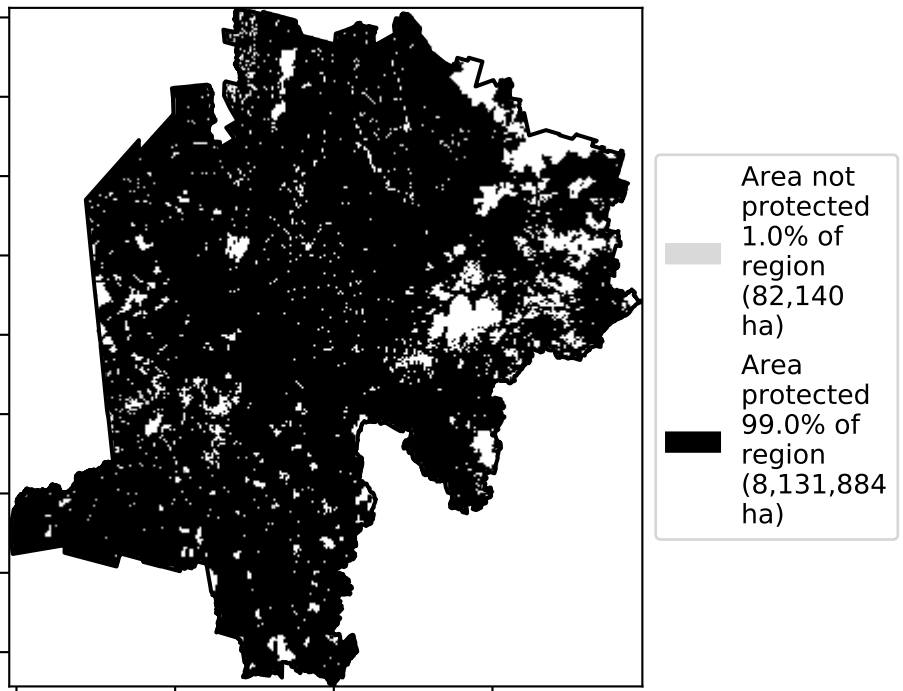 Area not
protected
1.0% of
region
(82,140
ha)
Area
protected
99.0% of
region
(8,131,884
ha)